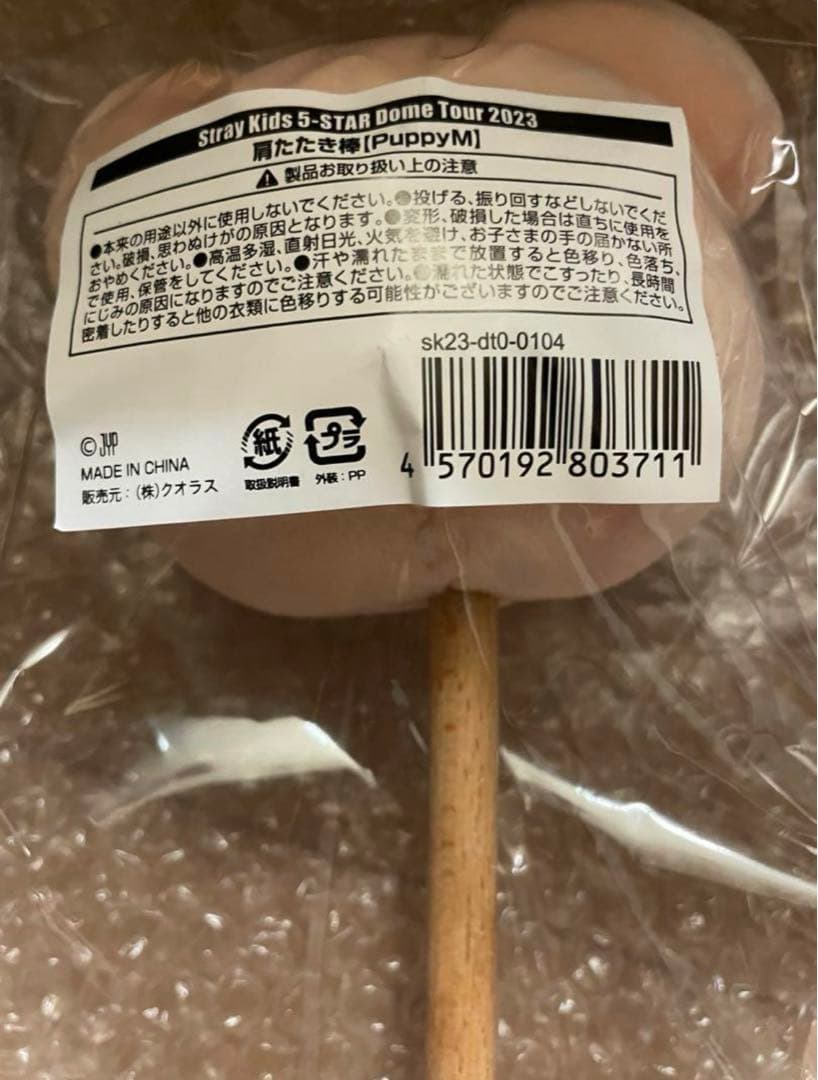 Stray Kids 5-STAR Dome Tour 2023
肩たたき棒【PuppyM】
製品お取り扱い上の注意
●本来の用途以外に使用しないでください。●投げる、振り回すなどしないでくだ
さい。破損、思わぬけがの原因となります。●変形、破損した場合は直ちに使用を
おやめください。●高温多湿、直射日光、火気を避け、お子さまの手の届かない所
で使用、保管をしてください。●汗や濡れたままで放置すると色移り、色落ち、
にじみの原因になりますのでご注意ください。●濡れた状態でこすったり、長時間
密着したりすると他の衣類に色移りする可能性がございますのでご注意ください。
sk23-dt0-0104
4 570192 803711
© JYP
MADE IN CHINA
販売元：(株)クオラス
紙
取扱説明書
プラ
外装：PP